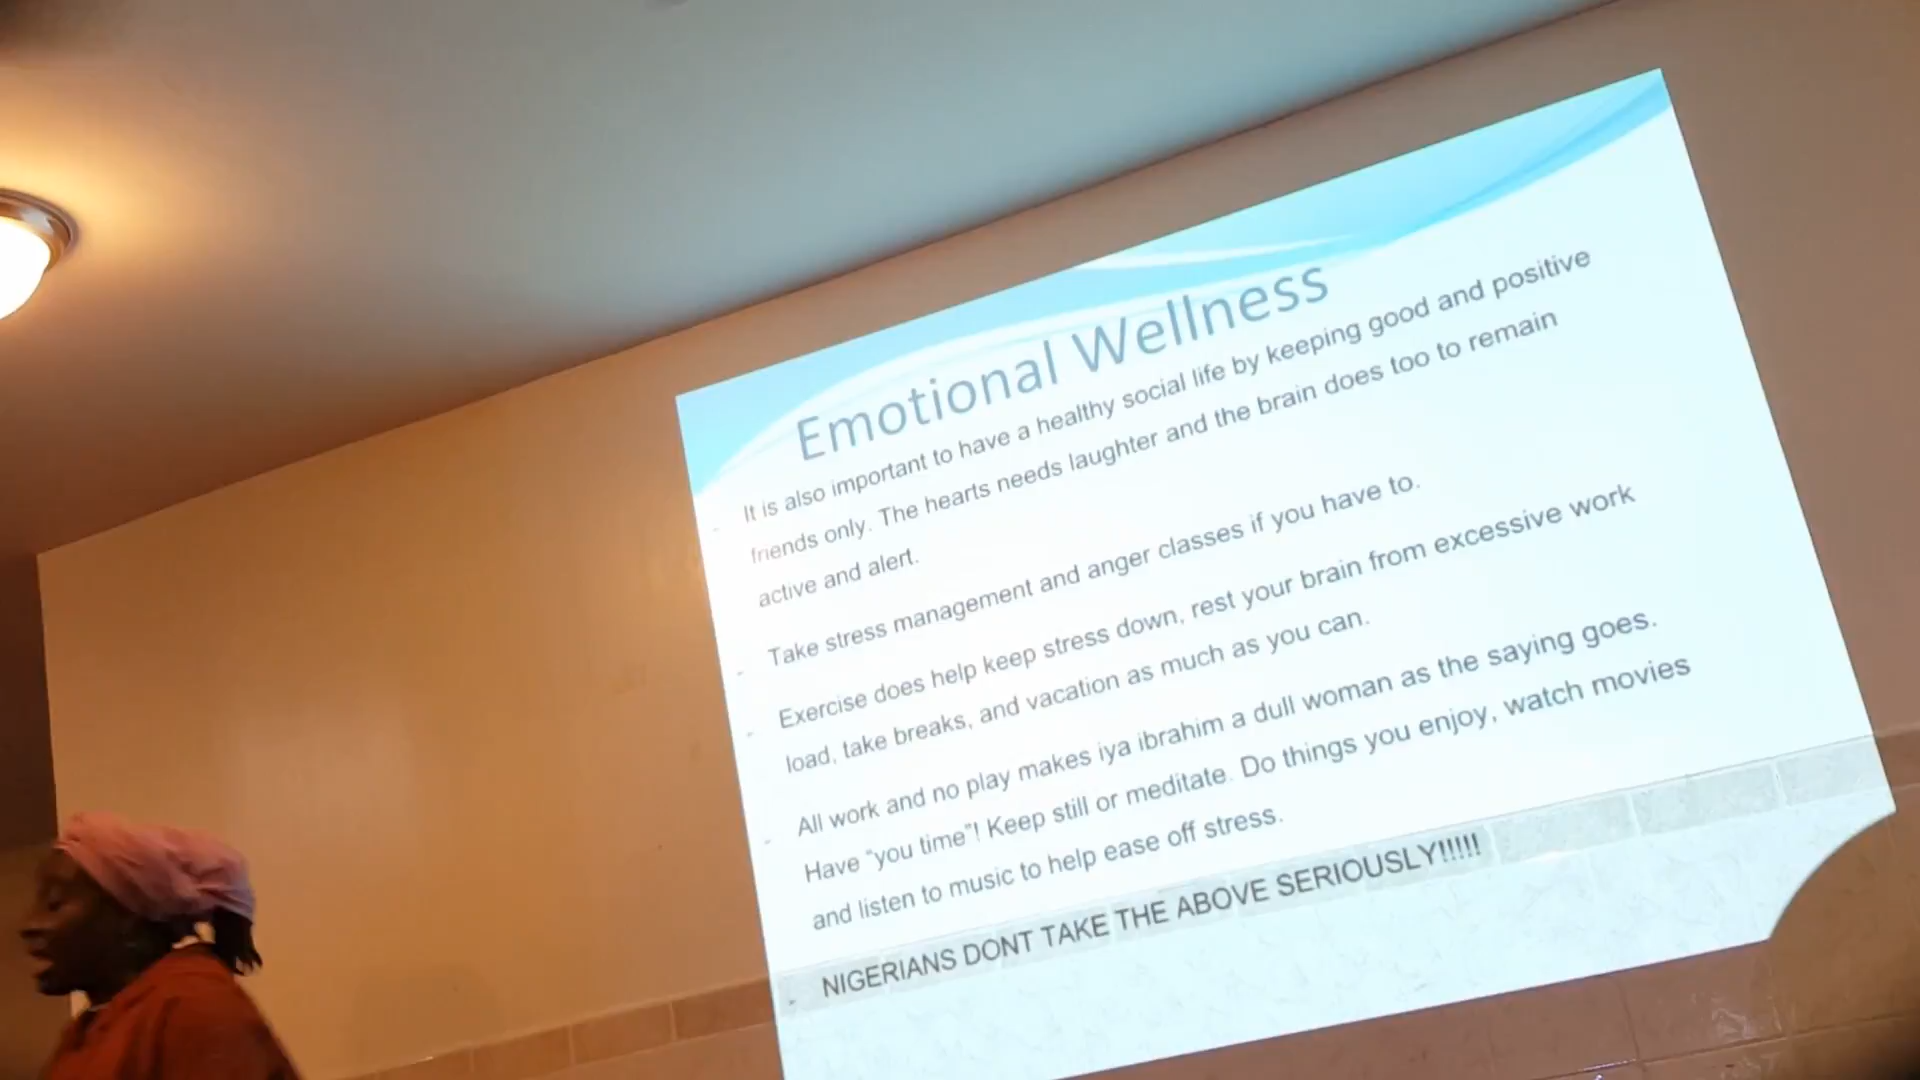 Emotional Wellness
- It is also important to have a healthy social life by keeping good and positive
friends only. The hearts needs laughter and the brain does too to remain
active and alert.
- Take stress management and anger classes if you have to.
- Exercise does help keep stress down, rest your brain from excessive work
load, take breaks, and vacation as much as you can.
- All work and no play makes iya ibrahim a dull woman as the saying goes.
Have "you time"! Keep still or meditate. Do things you enjoy, watch movies
and listen to music to help ease off stress.
- NIGERIANS DONT TAKE THE ABOVE SERIOUSLY!!!!!